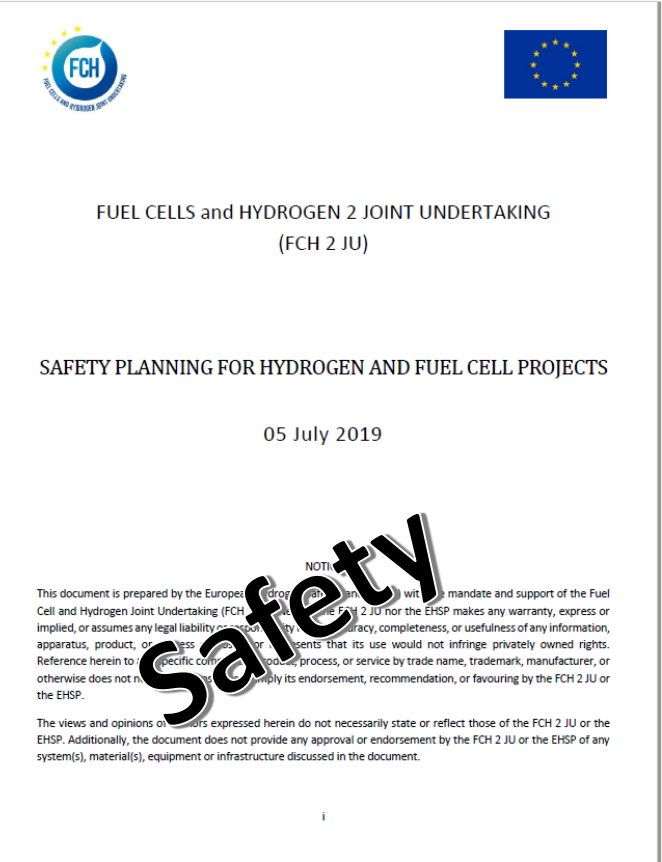 FCH
FUEL CELLS AND HYDROGEN JOINT UNDERTAKING
FUEL CELLS and HYDROGEN 2 JOINT UNDERTAKING
(FCH 2 JU)
SAFETY PLANNING FOR HYDROGEN AND FUEL CELL PROJECTS
05 July 2019
Safety
This document is prepared by the European with mandate and support of the Fuel
Cell and Hydrogen Joint Undertaking (FCH FCH 2 JU nor the EHSP makes any warranty, express or
implied, or assumes any legal liability or completeness, or usefulness of any information,
apparatus, product, or that its use would not infringe privately owned rights.
Reference herein to process, or service by trade name, trademark, manufacturer, or
otherwise does not imply its endorsement, recommendation, or favouring by the FCH 2 JU or
the EHSP.
The views and opinions of expressed herein do not necessarily state or reflect those of the FCH 2 JU or the
EHSP. Additionally, the document does not provide any approval or endorsement by the FCH 2 JU or the EHSP of any
system(s), material(s), equipment or infrastructure discussed in the document.
i